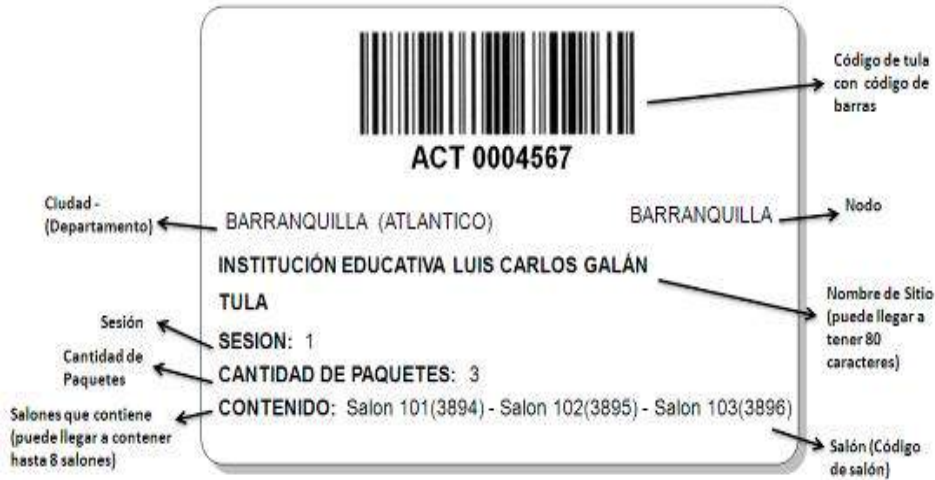 Código de tula
con código de
barras
ACT 0004567
Ciudad -
(Departamento)
BARRANQUILLA (ATLANTICO)
BARRANQUILLA
Nodo
INSTITUCIÓN EDUCATIVA LUIS CARLOS GALÁN
TULA
Nombre de Sitio
(puede llegar a
tener 80
caracteres)
Sesión
SESION: 1
Cantidad de
Paquetes
CANTIDAD DE PAQUETES: 3
Salones que contiene
(puede llegar a contener
hasta 8 salones)
CONTENIDO: Salon 101(3894) - Salon 102(3895) - Salon 103(3896)
Salón (Código
de salón)